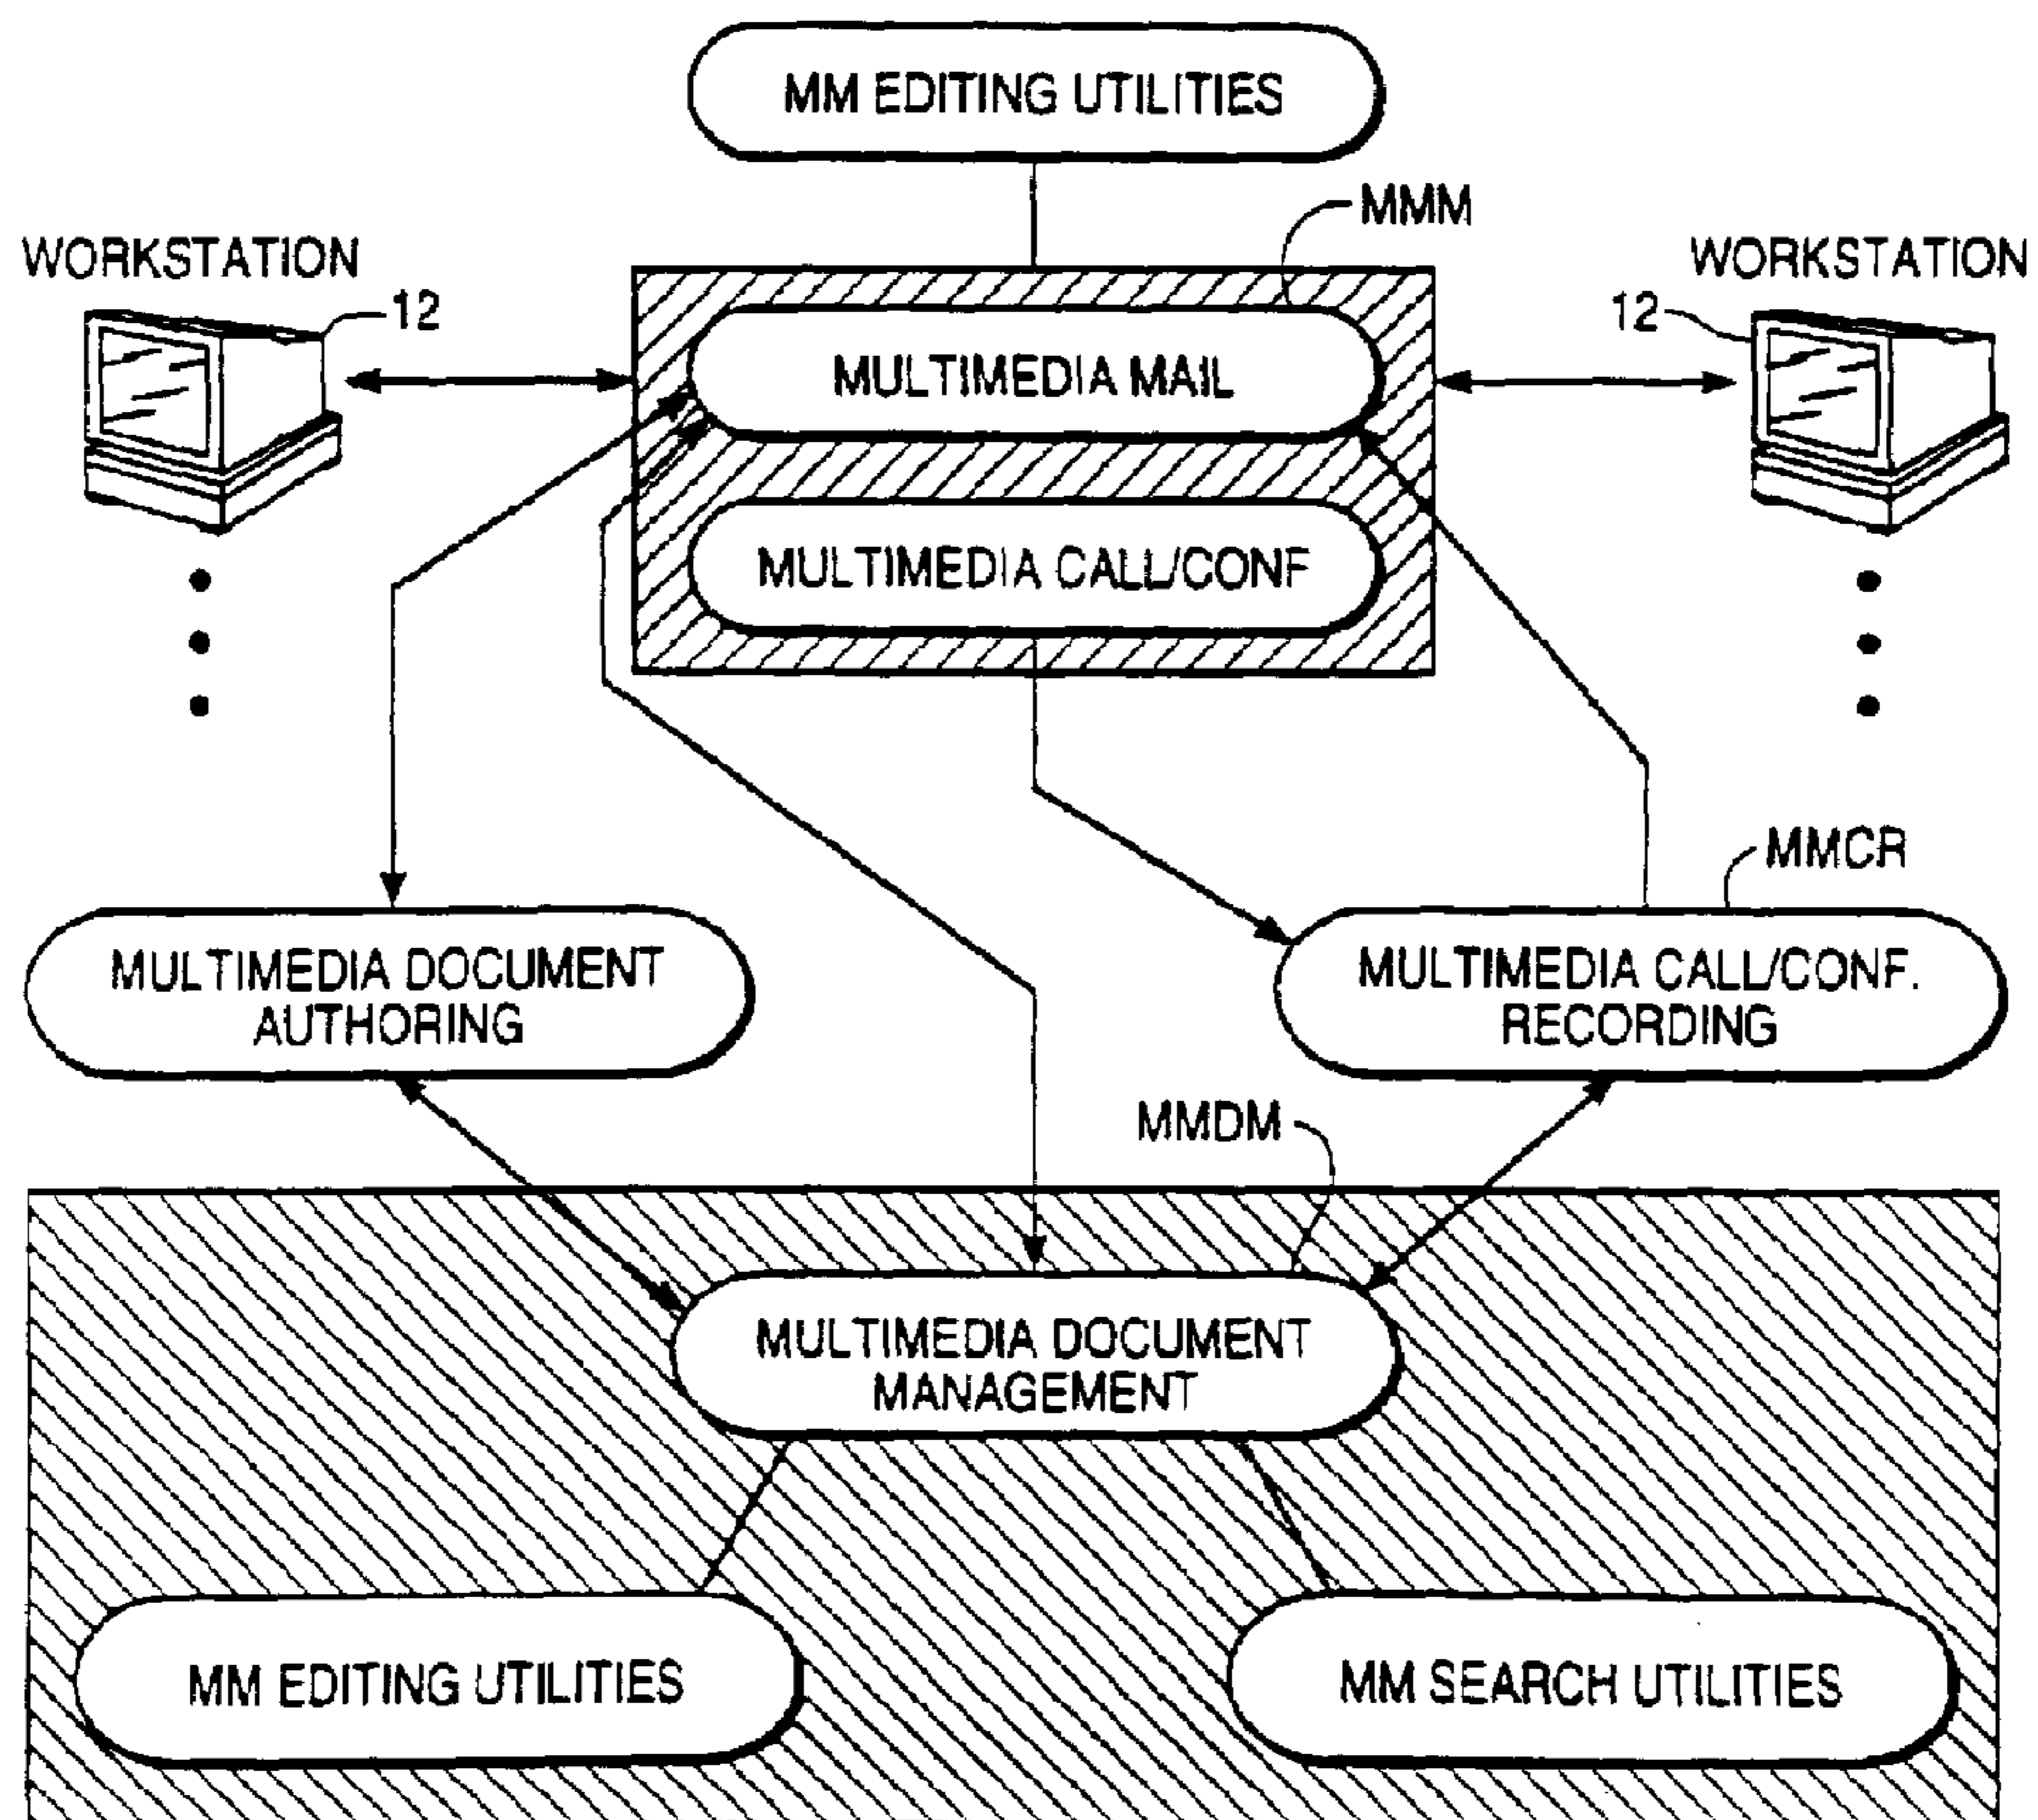 MM EDITING UTILITIES
MMM
WORKSTATION
WORKSTATION
12
12
MULTIMEDIA MAIL
MULTIMEDIA CALL/CONF
MMCR
MULTIMEDIA DOCUMENT
AUTHORING
MULTIMEDIA CALL/CONF.
RECORDING
MMDM
MULTIMEDIA DOCUMENT
MANAGEMENT
MM EDITING UTILITIES
MM SEARCH UTILITIES